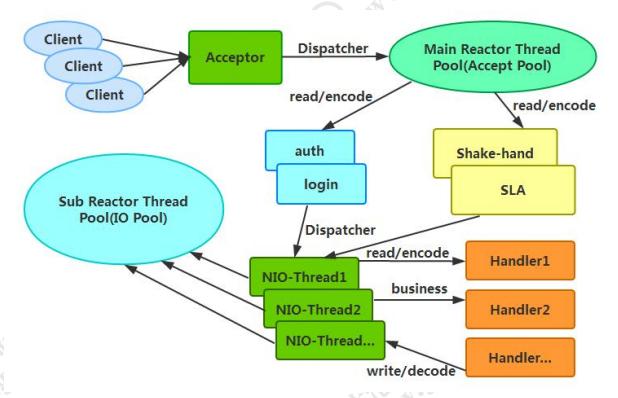 Client
Client
Client
Acceptor
Dispatcher
Main Reactor Thread
Pool(Accept Pool)
read/encode
read/encode
auth
login
Shake-hand
SLA
Sub Reactor Thread
Pool(IO Pool)
Dispatcher
NIO-Thread1
NIO-Thread2
NIO-Thread...
read/encode
business
write/decode
Handler1
Handler2
Handler...